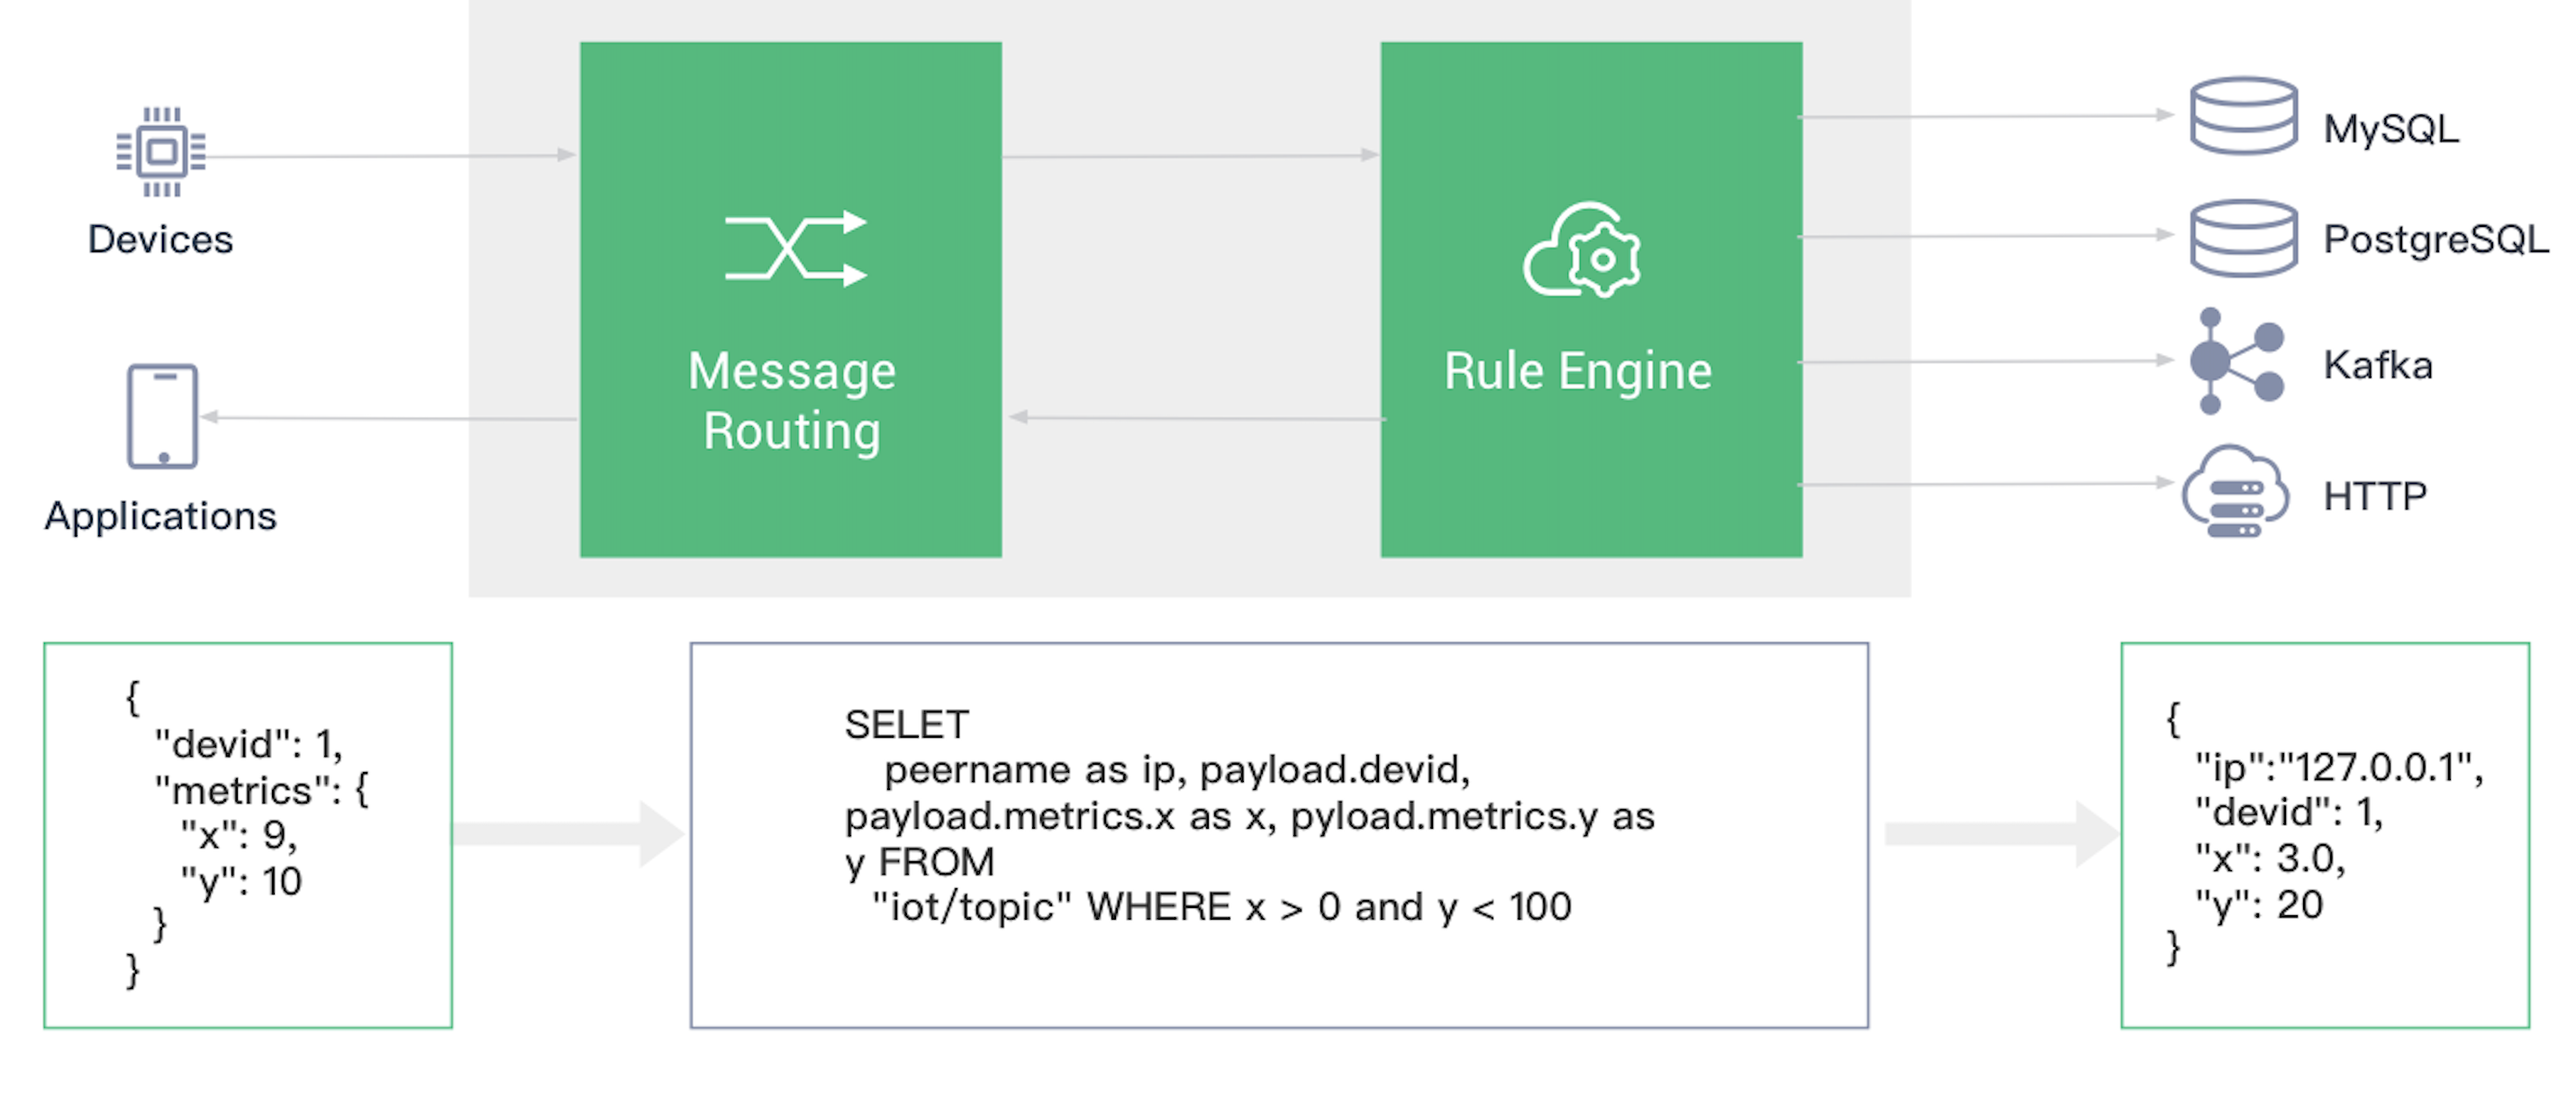 Devices
Applications
Message
Routing
Rule Engine
MySQL
PostgreSQL
Kafka
HTTP
{
"devid": 1,
"metrics": {
"x": 9,
"y": 10
}
}
SELET
peername as ip, payload.devid,
payload.metrics.x as x, pyload.metrics.y as
y FROM
"iot/topic" WHERE x > 0 and y < 100
{
"ip":"127.0.0.1",
"devid": 1,
"x": 3.0,
"y": 20
}